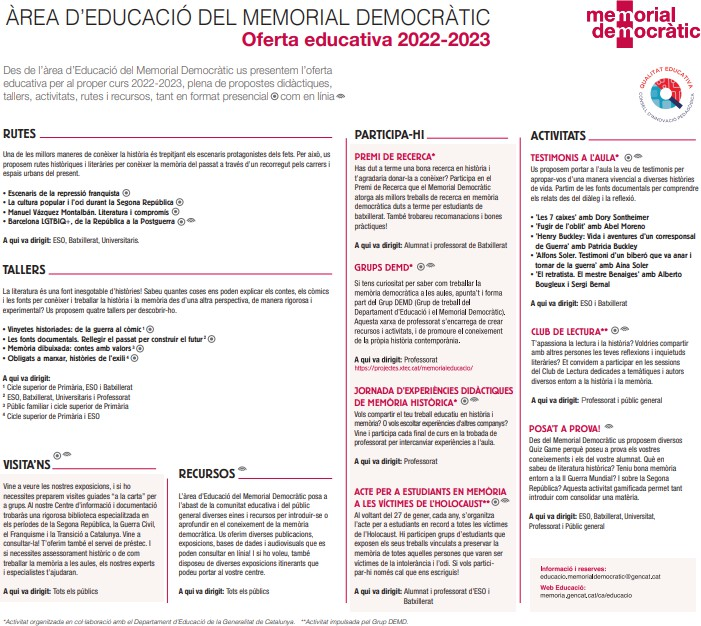 ÀREA D'EDUCACIÓ DEL MEMORIAL DEMOCRÀTIC
Oferta educativa 2022-2023
memorial
democràtic
Des de l'àrea d'Educació del Memorial Democràtic us presentem l'oferta
educativa per al proper curs 2022-2023, plena de propostes didàctiques,
tallers, activitats, rutes i recursos, tant en format presencial com en línia
QUALITAT EDUCATIVA
CONSELL D'INNOVACIÓ PEDAGÒGICA
RUTES
Una de les millors maneres de conèixer la història és trepitjant els escenaris protagonistes dels fets. Per això, us
proposem rutes històriques i literàries per conèixer la memòria del passat a través d'un recorregut pels carrers i
espais urbans del present.
• Escenaris de la repressió franquista
• La cultura popular i l'oci durant la Segona República
• Manuel Vázquez Montalbán. Literatura i compromís
• Barcelona LGTBIQ+, de la República a la Postguerra
A qui va dirigit: ESO, Batxillerat, Universitaris.
TALLERS
La literatura és una font inesgotable d'històries! Sabeu quantes coses ens poden explicar els contes, els còmics
i les fonts per conèixer i treballar la història i la memòria des d'una altra perspectiva, de manera rigorosa i
experimental? Us proposem quatre tallers per descobrir-ho.
• Vinyetes historiades: de la guerra al còmic ¹
• Les fonts documentals. Rellegir el passat per construir el futur ²
• Memòria dibuixada: contes amb valors ³
• Obligats a marxar, històries de l'exili ⁴
A qui va dirigit:
¹ Cicle superior de Primària, ESO i Batxillerat
² ESO, Batxillerat, Universitaris i Professorat
³ Públic familiar i cicle superior de Primària
⁴ Cicle superior de Primària i ESO
VISITA'NS
Vine a veure les nostres exposicions, i si ho
necessites preparem visites guiades "a la carta" per
a grups. Al nostre Centre d'informació i documentació
trobaràs una rigorosa biblioteca especialitzada en
els períodes de la Segona República, la Guerra Civil,
el Franquisme i la Transició a Catalunya. Vine a
consultar-la! T'oferim també el servei de préstec. I
si necessites assessorament històric o de com
treballar la memòria a les aules, els nostres experts
i especialistes t'ajudaran.
A qui va dirigit: Tots els públics
RECURSOS
L'àrea d'Educació del Memorial Democràtic posa a
l'abast de la comunitat educativa i del públic
general diverses eines i recursos per introduir-se o
aprofundir en el coneixement de la memòria
democràtica. Us oferim diverses publicacions,
exposicions, bases de dades i audiovisuals que es
poden consultar en línia! I si ho voleu, també
disposeu de diverses exposicions itinerants que
podeu portar al vostre centre.
A qui va dirigit: Tots els públics
PARTICIPA-HI
PREMI DE RECERCA*
Has dut a terme una bona recerca en història i
t'agradaria donar-la a conèixer? Participa en el
Premi de Recerca que el Memorial Democràtic
atorga als millors treballs de recerca en memòria
democràtica duts a terme per estudiants de
batxillerat. També trobareu recomanacions i bones
pràctiques!
A qui va dirigit: Alumnat i professorat de Batxillerat
GRUPS DEMD*
Si tens curiositat per saber com treballar la
memòria democràtica a les aules, apunta't i forma
part del Grup DEMD (Grup de treball del
Departament d'Educació i el Memorial Democràtic).
Aquesta xarxa de professorat s'encarrega de crear
recursos i activitats, i de promoure el coneixement
de la pròpia història contemporània.
A qui va dirigit: Professorat
https://projectes.xtec.cat/memoriaieducacio/
JORNADA D'EXPERIÈNCIES DIDÀCTIQUES
DE MEMÒRIA HISTÒRICA*
Vols compartir el teu treball educatiu en història i
memòria? O vols escoltar experiències d'altres companys?
Vine i participa cada final de curs en la trobada de
professorat per intercanviar experiències a l'aula.
A qui va dirigit: Professorat
ACTE PER A ESTUDIANTS EN MEMÒRIA
A LES VÍCTIMES DE L'HOLOCAUST**
Al voltant del 27 de gener, cada any, s'organitza
l'acte per a estudiants en record a totes les víctimes
de l'Holocaust. Hi participen grups d'estudiants que
exposen els seus treballs vinculats a preservar la
memòria de totes aquelles persones que varen ser
víctimes de la intolerància i l'odi. Si vols partici-
par-hi només cal que ens escriguis!
A qui va dirigit: Alumnat i professorat d'ESO i
Batxillerat
ACTIVITATS
TESTIMONIS A L'AULA*
Us proposem portar a l'aula la veu de testimonis per
apropar-vos d'una manera vivencial a diverses històries
de vida. Partim de les fonts documentals per comprendre
els relats des del diàleg i la reflexió.
• 'Les 7 caixes' amb Dory Sontheimer
• 'Fugir de l'oblit' amb Abel Moreno
• 'Henry Buckley: Vida i aventures d'un corresponsal
de Guerra' amb Patricia Buckley
• 'Alfons Soler. Testimoni d'un biberó que va anar i
tornar de la guerra' amb Aina Soler
• 'El retratista. El mestre Benaiges' amb Alberto
Bougleux i Sergi Bernal
A qui va dirigit: ESO i Batxillerat
CLUB DE LECTURA**
T'apassiona la lectura i la història? Voldries compartir
amb altres persones les teves reflexions i inquietuds
literàries? Et convidem a participar en les sessions
del Club de Lectura dedicades a temàtiques i autors
diversos entorn a la història i la memòria.
A qui va dirigit: Professorat i públic general
POSA'T A PROVA!
Des del Memorial Democràtic us proposem diversos
Quiz Game perquè poseu a prova els vostres
coneixements i els del vostre alumnat. Què en
sabeu de literatura històrica? Teniu bona memòria
entorn a la II Guerra Mundial? I sobre la Segona
República? Aquesta activitat gamificada permet tant
introduir com consolidar una matèria.
A qui va dirigit: ESO, Batxillerat, Universitat,
Professorat i Públic general
Informació i reserves:
educacio.memorialdemocratic@gencat.cat
Web Educació:
memoria.gencat.cat/ca/educacio
*Activitat organitzada en col·laboració amb el Departament d'Educació de la Generalitat de Catalunya. **Activitat impulsada pel Grup DEMD.